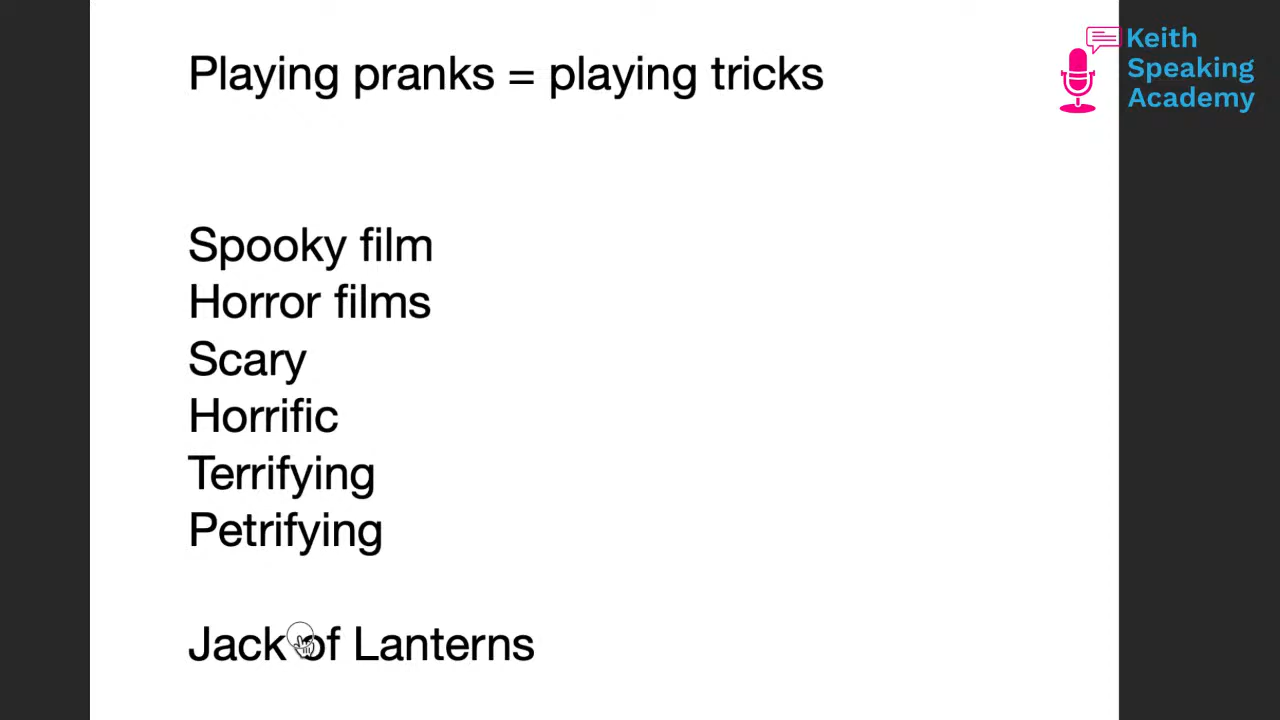 Playing pranks = playing tricks
Keith
Speaking
Academy
Spooky film
Horror films
Scary
Horrific
Terrifying
Petrifying
Jack of Lanterns